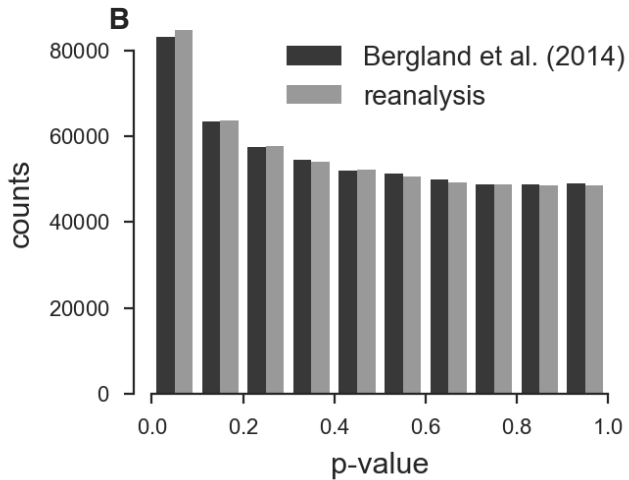 B
Bergland et al. (2014)
reanalysis
counts
80000
60000
40000
20000
0
0.0 0.2 0.4 0.6 0.8 1.0
p-value